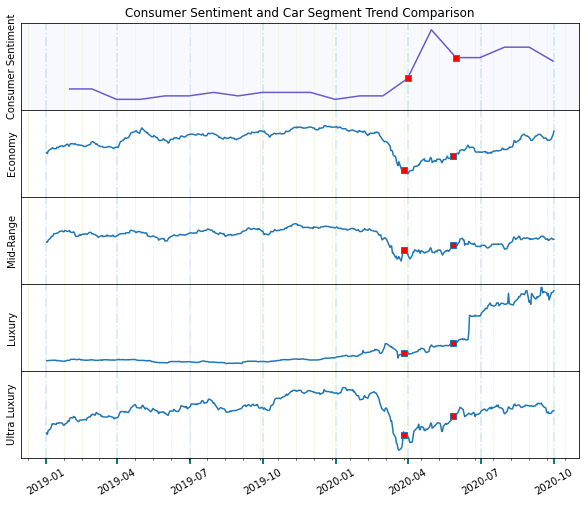 Consumer Sentiment and Car Segment Trend Comparison
Consumer Sentiment
Economy
Mid-Range
Luxury
Ultra Luxury
2019-01
2019-04
2019-07
2019-10
2020-01
2020-04
2020-07
2020-10